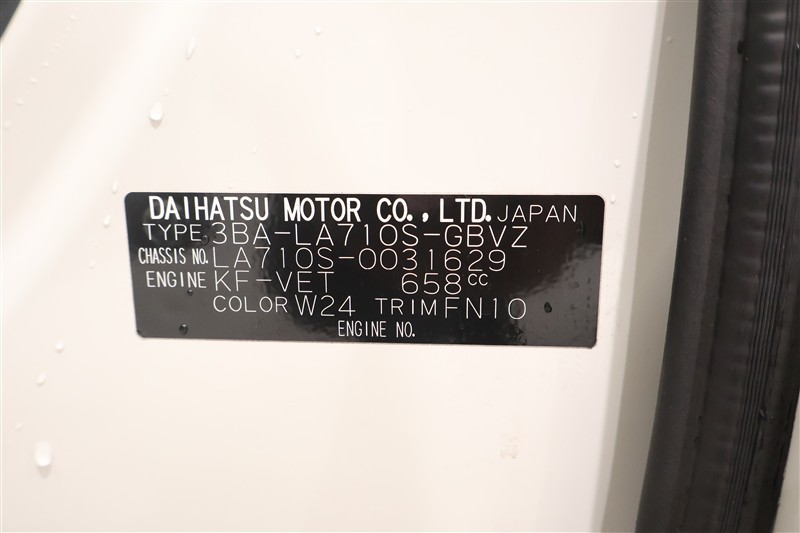 DAIHATSU MOTOR CO., LTD. JAPAN
TYPE 3BA-LA710S-GBVZ
CHASSIS NO. LA710S-0031629
ENGINE KF-VET 658cc
COLOR W24 TRIM FN10
ENGINE NO.